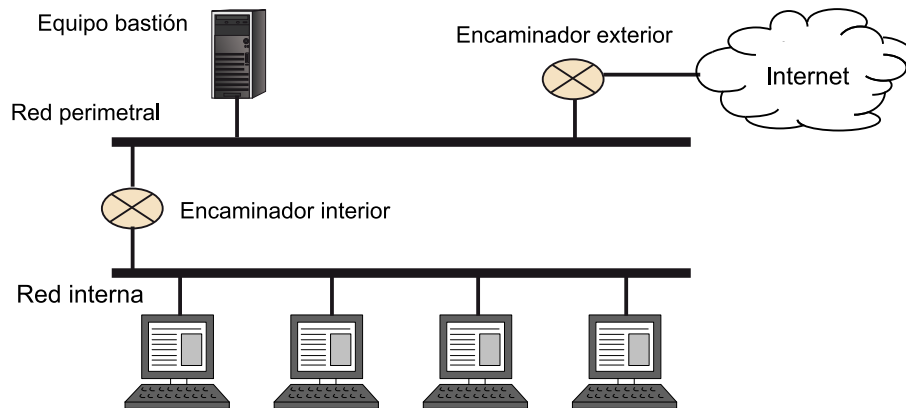 Equipo bastión
Encaminador exterior
Internet
Red perimetral
Encaminador interior
Red interna